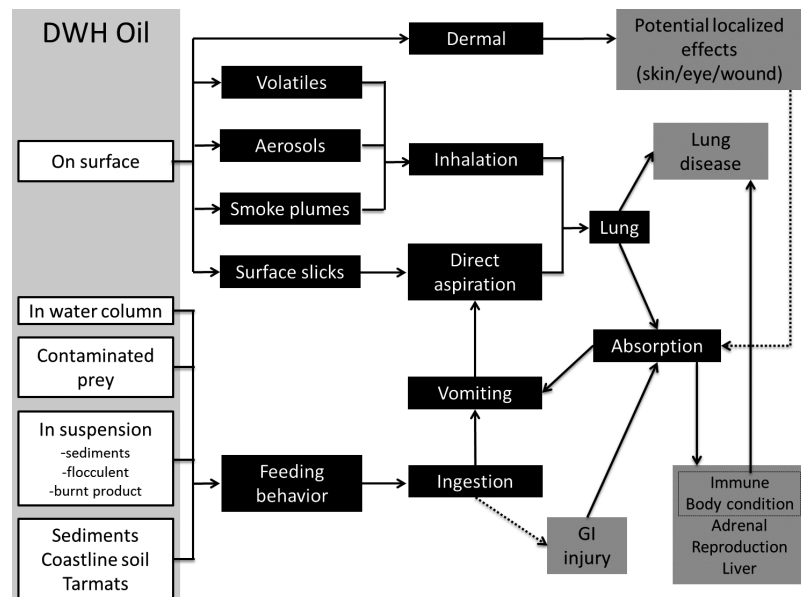 DWH Oil
On surface
In water column
Contaminated
prey
In suspension
-sediments
-flocculent
-burnt product
Sediments
Coastline soil
Tarmats
Volatiles
Aerosols
Smoke plumes
Surface slicks
Feeding
behavior
Dermal
Inhalation
Direct
aspiration
Vomiting
Ingestion
GI
injury
Lung
Absorption
Potential localized
effects
(skin/eye/wound)
Lung
disease
Immune
Body condition
Adrenal
Reproduction
Liver